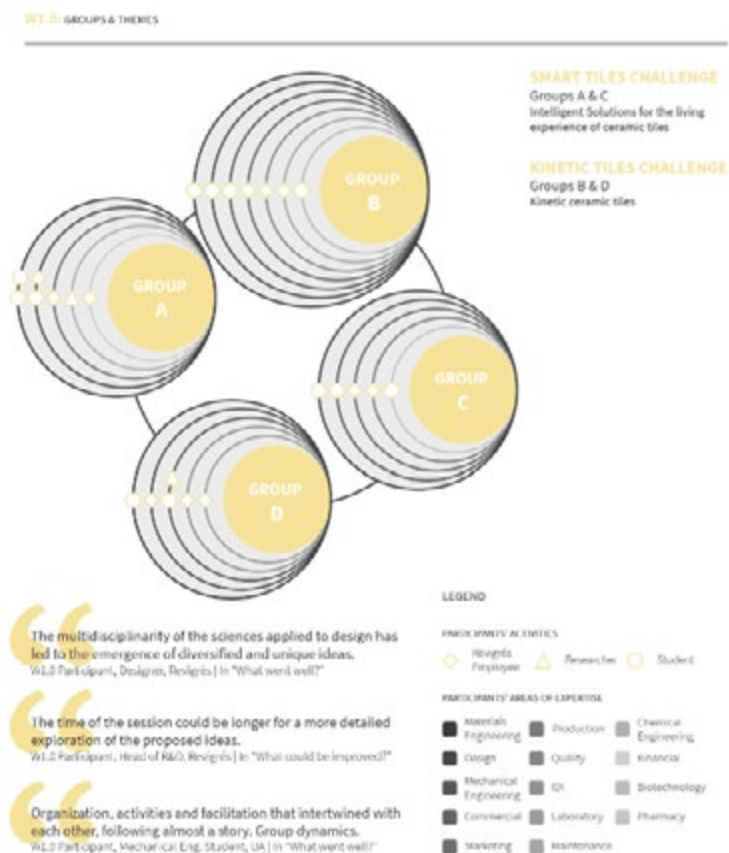 W1.0: GROUPS & THEMES
SMART TILES CHALLENGE
Groups A & C
Intelligent Solutions for the living
experience of ceramic tiles
KINETIC TILES CHALLENGE
Groups B & D
Kinetic ceramic tiles
GROUP
B
GROUP
A
GROUP
C
GROUP
D
The multidisciplinarity of the sciences applied to design has
led to the emergence of diversified and unique ideas.
W1.0 Participant, Designer, Revigrés | In "What went well?"
The time of the session could be longer for a more detailed
exploration of the proposed ideas.
W1.0 Participant, Head of R&D, Revigrés | In "What could be improved?"
Organization, activities and facilitation that intertwined with
each other, following almost a story. Group dynamics.
W1.0 Participant, Mechanical Eng. Student, UA | In "What went well?"
LEGEND
PARTICIPANTS' ACTIVITIES
Revigrés
Employee
Researcher
Student
PARTICIPANTS' AREAS OF EXPERTISE
Materials
Engineering
Production
Chemical
Engineering
Design
Quality
Financial
Mechanical
Engineering
Biotechnology
Commercial
Laboratory
Pharmacy
Marketing
Maintenance